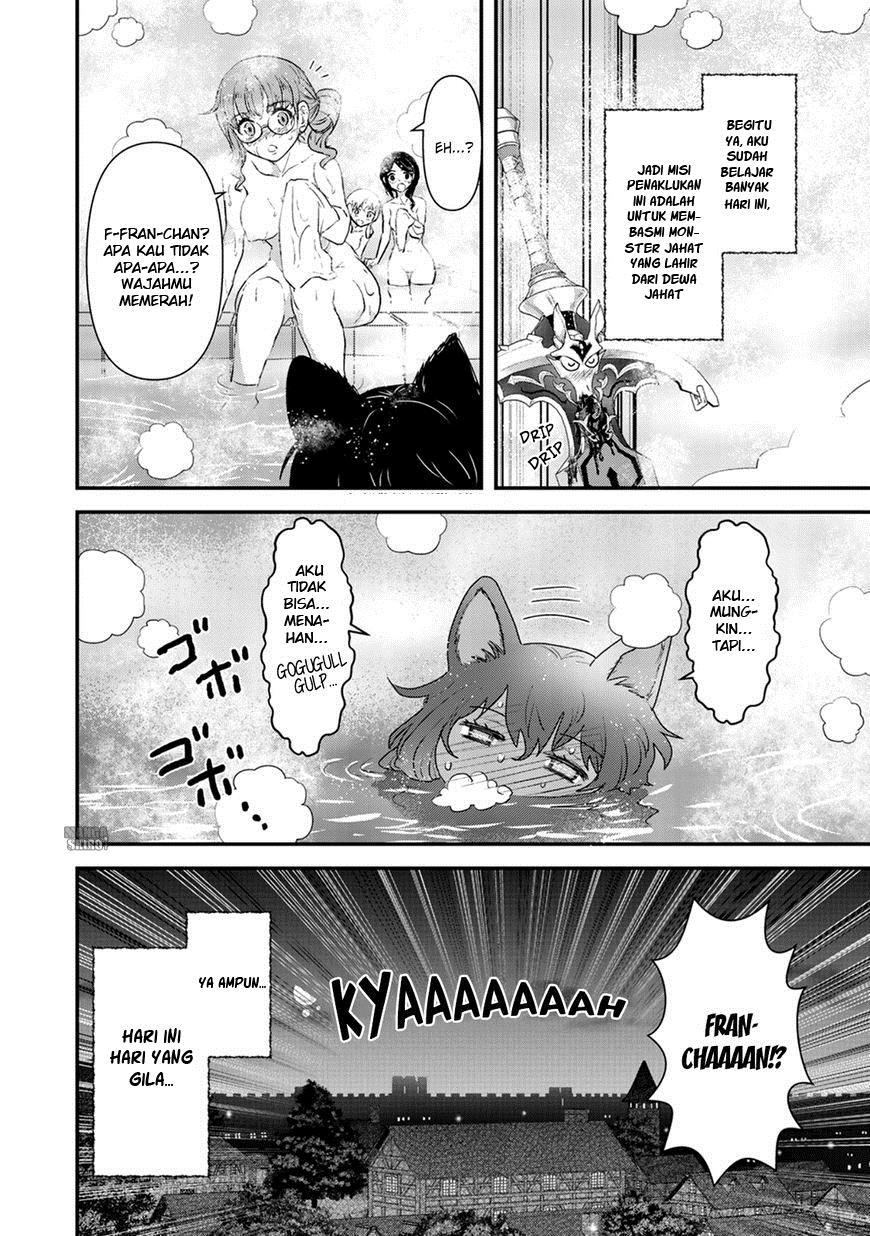 BEGITU
YA, AKU
SUDAH
BELAJAR
BANYAK
HARI INI,
JADI MISI
PENAKLUKAN
INI ADALAH
UNTUK MEM-
BASMI MON-
STER JAHAT
YANG LAHIR
DARI DEWA
JAHAT
DRIP
DRIP
EH...?
F-FRAN-CHAN?
APA KAU TIDAK
APA-APA...?
WAJAHMU
MEMERAH!
AKU...
MUNG-
KIN...
TAPI...
AKU
TIDAK
BISA...
MENA-
HAN...
GOGUGULL
GULP...
ゴボ
ゴボ...
FRAN-
CHAAAAN!?
KYAAAAAAAAH
YA AMPUN...
HARI INI
HARI YANG
GILA...